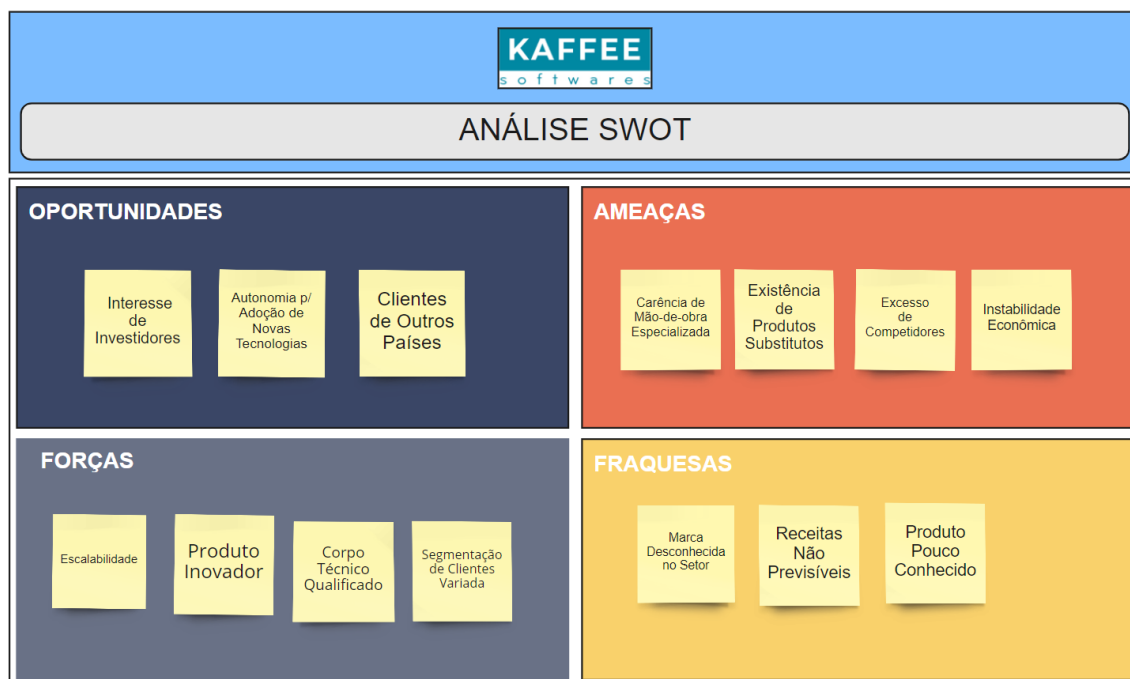 KAFFEE
softwares
ANÁLISE SWOT
OPORTUNIDADES
Interesse
de
Investidores
Autonomia p/
Adoção de
Novas
Tecnologias
Clientes
de Outros
Países
AMEAÇAS
Carência de
Mão-de-obra
Especializada
Existência
de
Produtos
Substitutos
Excesso
de
Competidores
Instabilidade
Econômica
FORÇAS
Escalabilidade
Produto
Inovador
Corpo
Técnico
Qualificado
Segmentação
de Clientes
Variada
FRAQUESAS
Marca
Desconhecida
no Setor
Receitas
Não
Previsíveis
Produto
Pouco
Conhecido